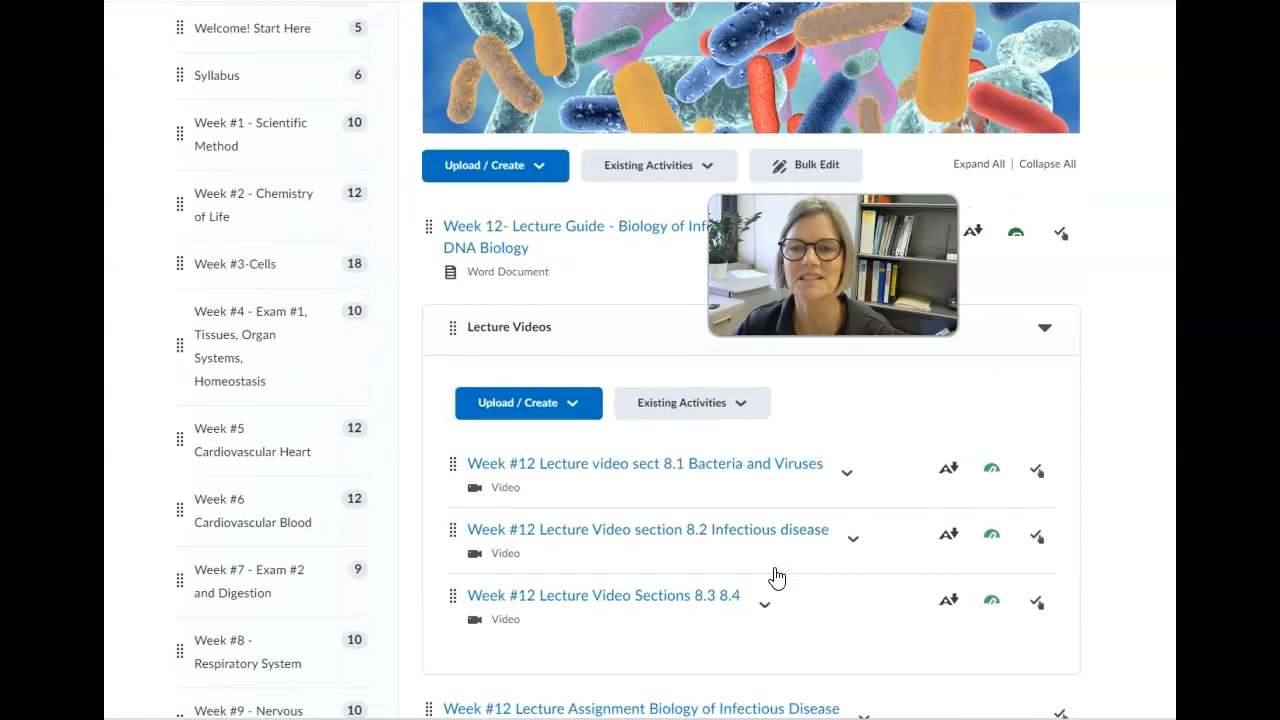 Welcome! Start Here
5
Syllabus
6
Week #1 - Scientific
Method
10
Week #2 - Chemistry
of Life
12
Week #3-Cells
18
Week #4 - Exam #1,
Tissues, Organ
Systems,
Homeostasis
10
Week #5
Cardiovascular Heart
12
Week #6
Cardiovascular Blood
12
Week #7 - Exam #2
and Digestion
9
Week #8 -
Respiratory System
10
Week #9 - Nervous
10
Upload / Create
Existing Activities
Bulk Edit
Expand All | Collapse All
Week 12- Lecture Guide - Biology of
DNA Biology
Word Document
Lecture Videos
Upload / Create
Existing Activities
Week #12 Lecture video sect 8.1 Bacteria and Viruses
Video
Week #12 Lecture Video section 8.2 Infectious disease
Video
Week #12 Lecture Video Sections 8.3 8.4
Video
Week #12 Lecture Assignment Biology of Infectious Disease